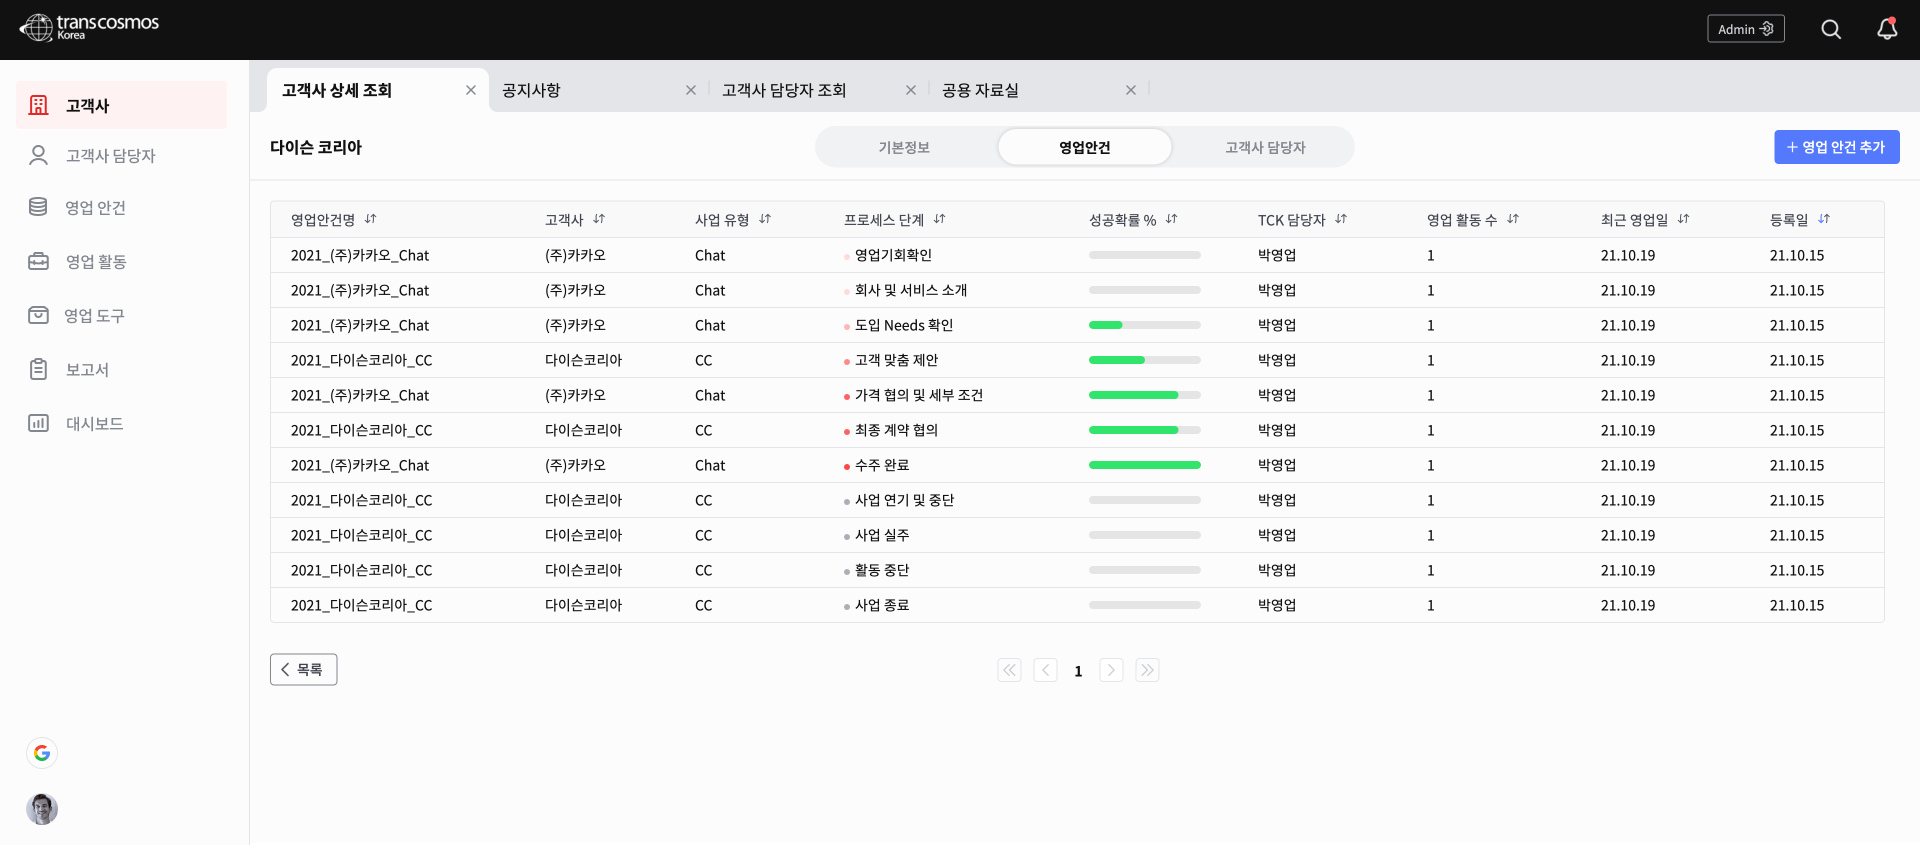 transcosmos
Korea
Admin
고객사
고객사 담당자
영업 안건
영업 활동
영업 도구
보고서
대시보드
고객사 상세 조회
공지사항
고객사 담당자 조회
공용 자료실
다이슨 코리아
기본정보
영업안건
고객사 담당자
+ 영업 안건 추가
영업안건명 고객사 사업 유형 프로세스 단계 성공확률 % TCK 담당자 영업 활동 수 최근 영업일 등록일
2021_(주)카카오_Chat (주)카카오 Chat 영업기회확인 박영업 1 21.10.19 21.10.15
2021_(주)카카오_Chat (주)카카오 Chat 회사 및 서비스 소개 박영업 1 21.10.19 21.10.15
2021_(주)카카오_Chat (주)카카오 Chat 도입 Needs 확인 박영업 1 21.10.19 21.10.15
2021_다이슨코리아_CC 다이슨코리아 CC 고객 맞춤 제안 박영업 1 21.10.19 21.10.15
2021_(주)카카오_Chat (주)카카오 Chat 가격 협의 및 세부 조건 박영업 1 21.10.19 21.10.15
2021_다이슨코리아_CC 다이슨코리아 CC 최종 계약 협의 박영업 1 21.10.19 21.10.15
2021_(주)카카오_Chat (주)카카오 Chat 수주 완료 박영업 1 21.10.19 21.10.15
2021_다이슨코리아_CC 다이슨코리아 CC 사업 연기 및 중단 박영업 1 21.10.19 21.10.15
2021_다이슨코리아_CC 다이슨코리아 CC 사업 실주 박영업 1 21.10.19 21.10.15
2021_다이슨코리아_CC 다이슨코리아 CC 활동 중단 박영업 1 21.10.19 21.10.15
2021_다이슨코리아_CC 다이슨코리아 CC 사업 종료 박영업 1 21.10.19 21.10.15
목록
1